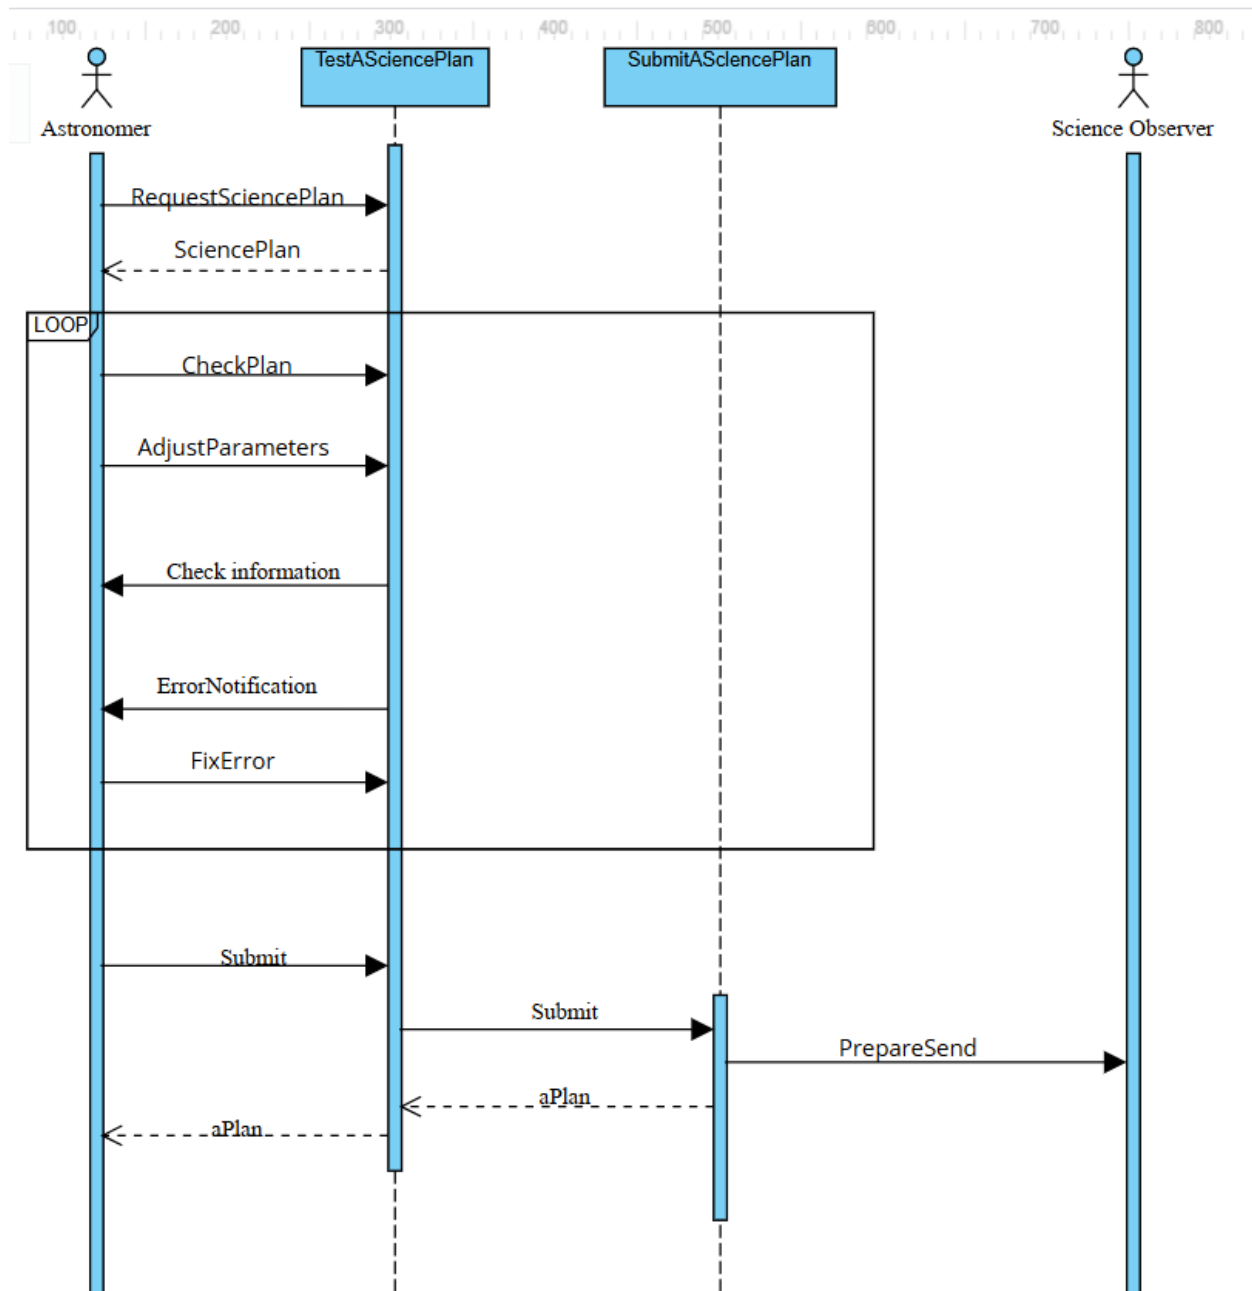 100 200 300 400 500 600 700 800
TestASciencePlan
SubmitASciencePlan
Astronomer
Science Observer
RequestSciencePlan
SciencePlan
LOOP
CheckPlan
AdjustParameters
Check information
ErrorNotification
FixError
Submit
Submit
PrepareSend
aPlan
aPlan